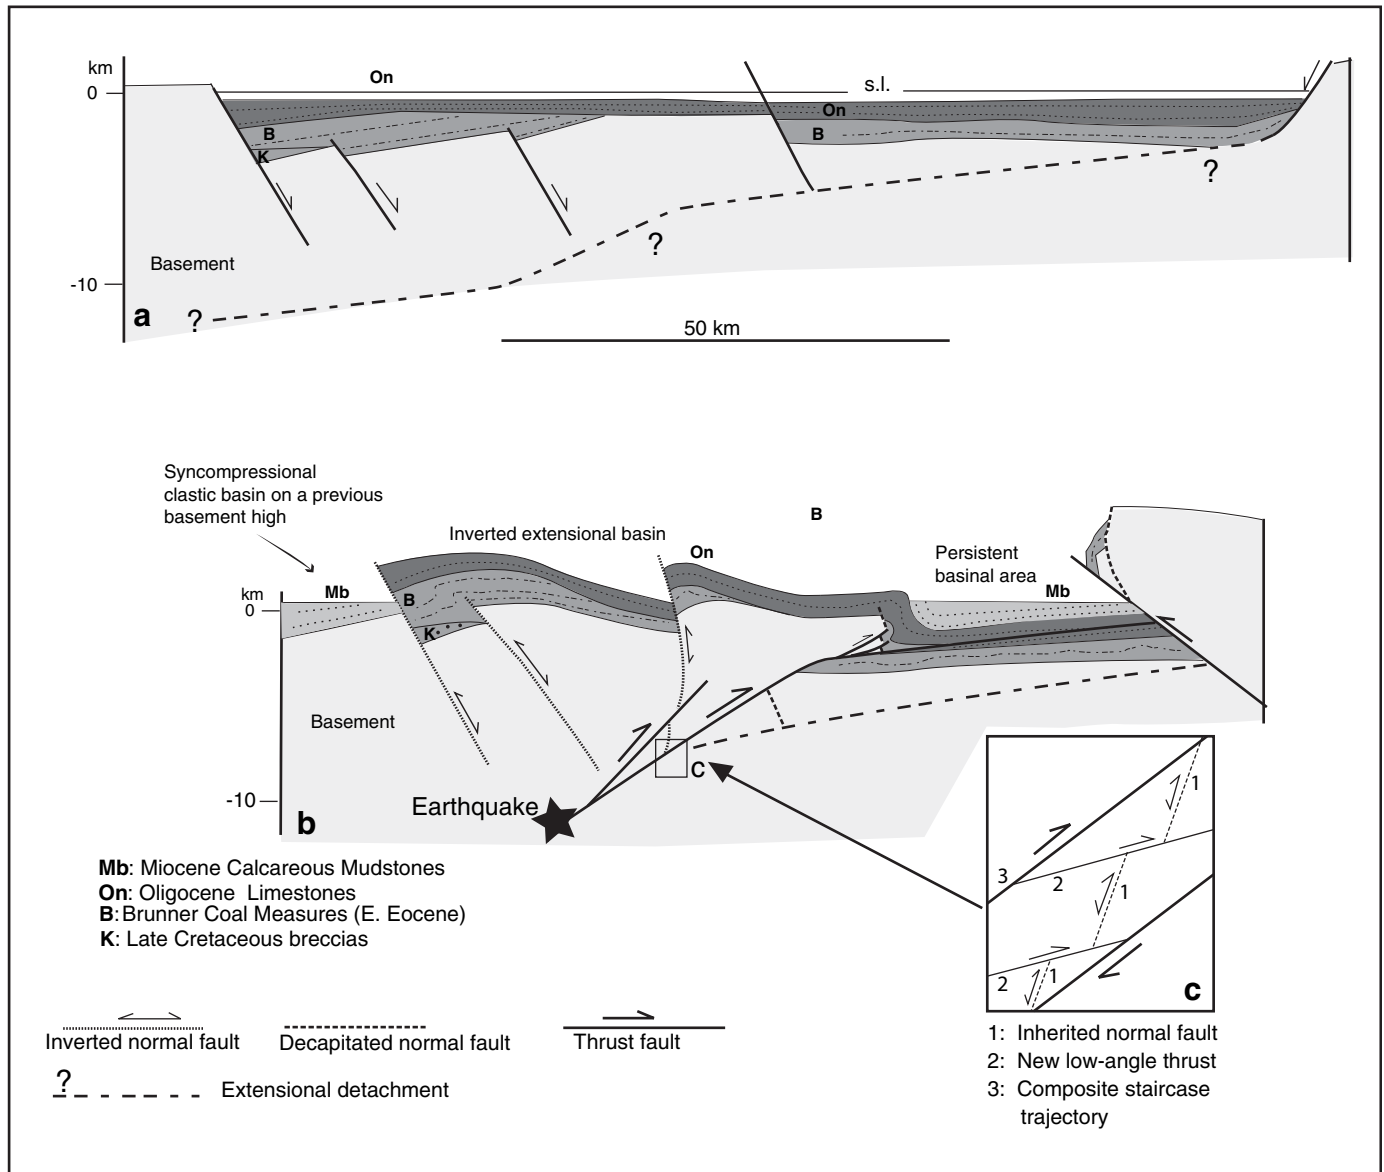 km
0
On
s.l.
On
B
B
K
?
?
Basement
-10
?
a
50 km
Syncompressional
clastic basin on a previous
basement high
B
Inverted extensional basin
On
Persistent
basinal area
km
Mb
Mb
0
B
K
Basement
C
-10
Earthquake
b
1
3
2
1
2
1
c
Mb: Miocene Calcareous Mudstones
On: Oligocene Limestones
B: Brunner Coal Measures (E. Eocene)
K: Late Cretaceous breccias
1: Inherited normal fault
2: New low-angle thrust
3: Composite staircase
trajectory
Inverted normal fault
Decapitated normal fault
Thrust fault
?
Extensional detachment